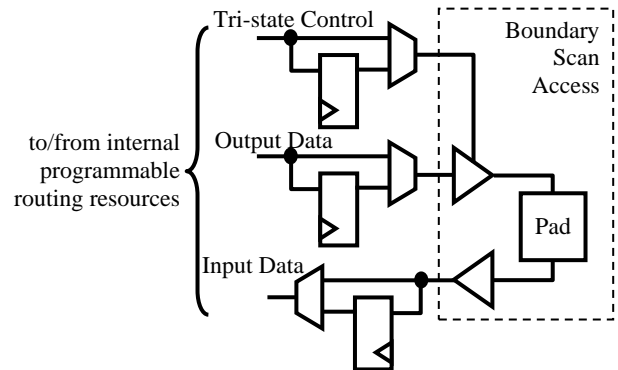 Tri-state Control
Boundary
Scan
Access
to/from internal
programmable
routing resources
Output Data
Pad
Input Data